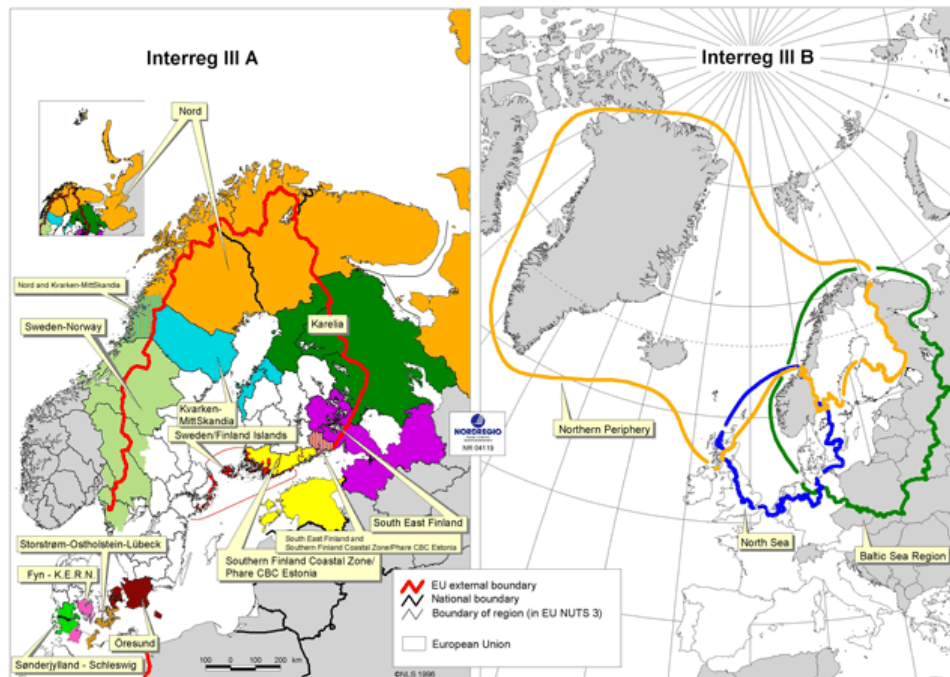 Interreg III A
Nord
Nord and Kvarken-MittSkandia
Sweden-Norway
Karelia
Kvarken-
MittSkandia
Sweden/Finland Islands
South East Finland
South East Finland and
Southern Finland Coastal Zone/Phare CBC Estonia
Southern Finland Coastal Zone/
Phare CBC Estonia
Storstrøm-Ostholstein-Lübeck
Fyn - K.E.R.N.
Öresund
Sønderjylland - Schleswig
100 0 100 200 km
©NLS 1996
EU external boundary
National boundary
Boundary of region (in EU NUTS 3)
European Union
NORDREGIO
NR 04119
Interreg III B
Northern Periphery
North Sea
Baltic Sea Region